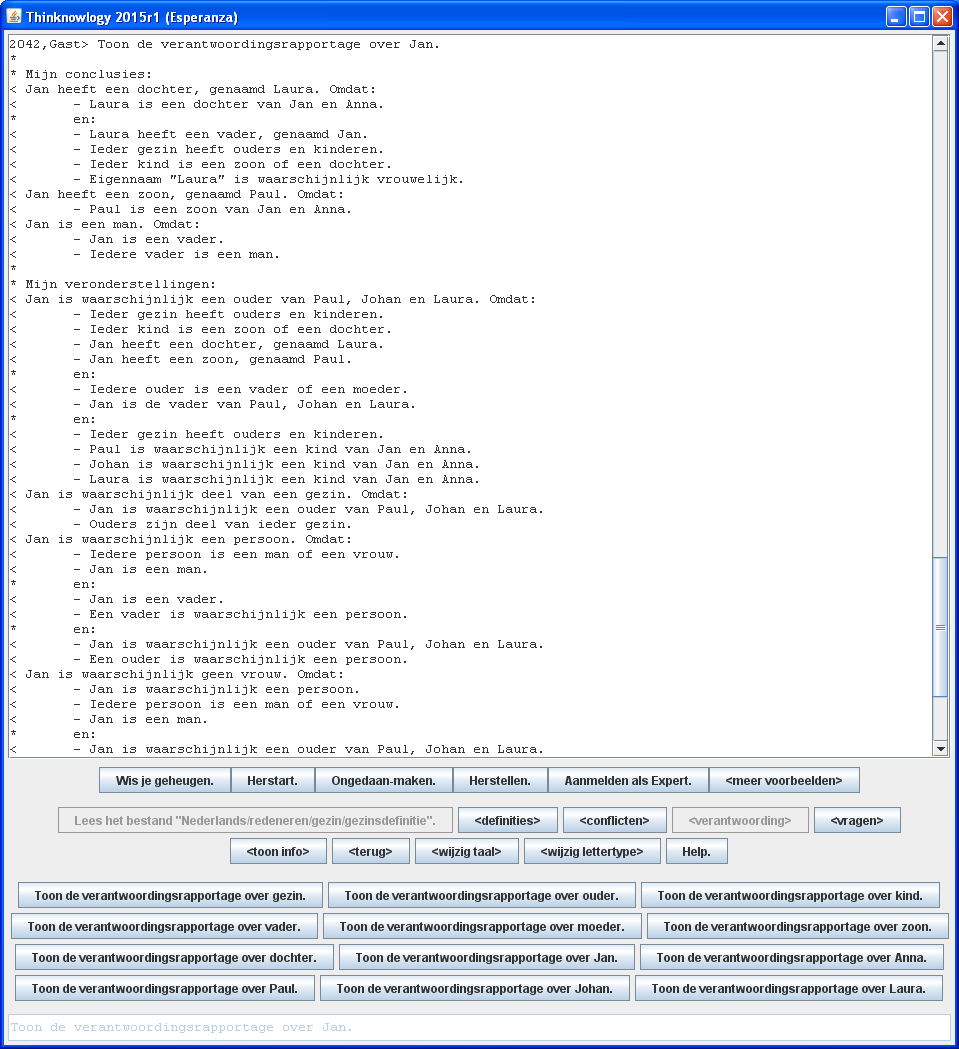 Thinknowlogy 2015r1 (Esperanza)
2042,Gast> Toon de verantwoordingsrapportage over Jan.
*
* Mijn conclusies:
< Jan heeft een dochter, genaamd Laura. Omdat:
<       - Laura is een dochter van Jan en Anna.
*       en:
<       - Laura heeft een vader, genaamd Jan.
<       - Ieder gezin heeft ouders en kinderen.
<       - Ieder kind is een zoon of een dochter.
<       - Eigennaam "Laura" is waarschijnlijk vrouwelijk.
< Jan heeft een zoon, genaamd Paul. Omdat:
<       - Paul is een zoon van Jan en Anna.
< Jan is een man. Omdat:
<       - Jan is een vader.
<       - Iedere vader is een man.
*
* Mijn veronderstellingen:
< Jan is waarschijnlijk een ouder van Paul, Johan en Laura. Omdat:
<       - Ieder gezin heeft ouders en kinderen.
<       - Ieder kind is een zoon of een dochter.
<       - Jan heeft een dochter, genaamd Laura.
<       - Jan heeft een zoon, genaamd Paul.
*       en:
<       - Iedere ouder is een vader of een moeder.
<       - Jan is de vader van Paul, Johan en Laura.
*       en:
<       - Ieder gezin heeft ouders en kinderen.
<       - Paul is waarschijnlijk een kind van Jan en Anna.
<       - Johan is waarschijnlijk een kind van Jan en Anna.
<       - Laura is waarschijnlijk een kind van Jan en Anna.
< Jan is waarschijnlijk deel van een gezin. Omdat:
<       - Jan is waarschijnlijk een ouder van Paul, Johan en Laura.
<       - Ouders zijn deel van ieder gezin.
< Jan is waarschijnlijk een persoon. Omdat:
<       - Iedere persoon is een man of een vrouw.
<       - Jan is een man.
*       en:
<       - Jan is een vader.
<       - Een vader is waarschijnlijk een persoon.
*       en:
<       - Jan is waarschijnlijk een ouder van Paul, Johan en Laura.
<       - Een ouder is waarschijnlijk een persoon.
< Jan is waarschijnlijk geen vrouw. Omdat:
<       - Jan is waarschijnlijk een persoon.
<       - Iedere persoon is een man of een vrouw.
<       - Jan is een man.
*       en:
<       - Jan is waarschijnlijk een ouder van Paul, Johan en Laura.
Wis je geheugen. Herstart. Ongedaan-maken. Herstellen. Aanmelden als Expert. <meer voorbeelden>
Lees het bestand "Nederlands/redeneren/gezin/gezinsdefinitie". <definities> <conflicten> <verantwoording> <vragen>
<toon info> <terug> <wijzig taal> <wijzig lettertype> Help.
Toon de verantwoordingsrapportage over gezin. Toon de verantwoordingsrapportage over ouder. Toon de verantwoordingsrapportage over kind.
Toon de verantwoordingsrapportage over vader. Toon de verantwoordingsrapportage over moeder. Toon de verantwoordingsrapportage over zoon.
Toon de verantwoordingsrapportage over dochter. Toon de verantwoordingsrapportage over Jan. Toon de verantwoordingsrapportage over Anna.
Toon de verantwoordingsrapportage over Paul. Toon de verantwoordingsrapportage over Johan. Toon de verantwoordingsrapportage over Laura.
Toon de verantwoordingsrapportage over Jan.